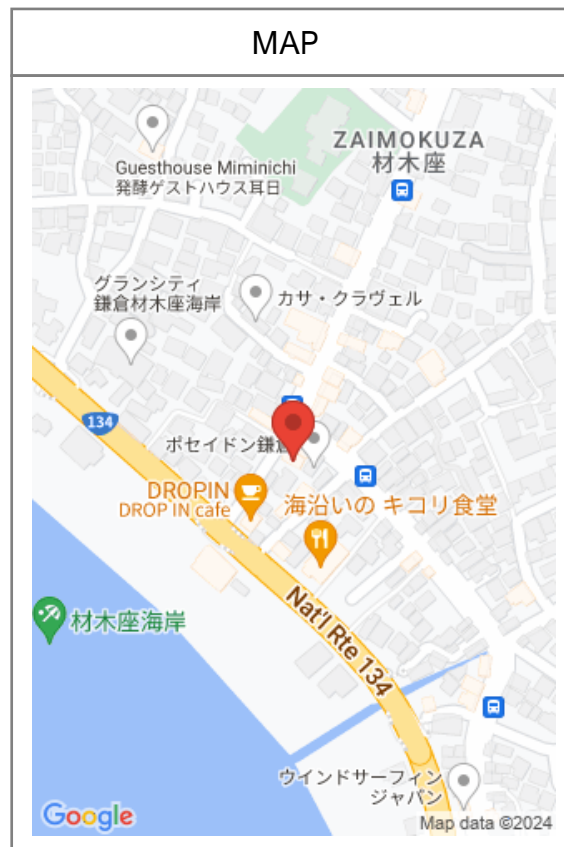 MAP
ZAIMOKUZA
材木座
Guesthouse Miminichi
発酵ゲストハウス耳日
グランシティ
鎌倉材木座海岸
カサ・クラヴェル
134
ポセイドン鎌倉
DROPIN
DROP IN cafe
海沿いの キコリ食堂
材木座海岸
Nat'l Rte 134
ウインドサーフィン
ジャパン
Google
Map data ©2024